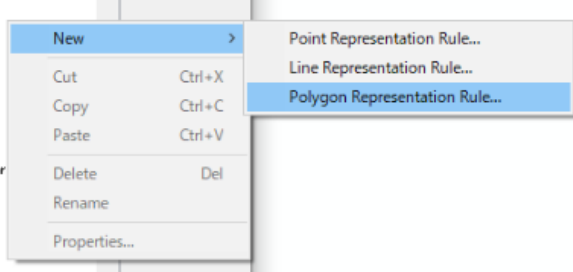 New >
Point Representation Rule...
Line Representation Rule...
Polygon Representation Rule...
Cut Ctrl+X
Copy Ctrl+C
Paste Ctrl+V
r
Delete Del
Rename
Properties...